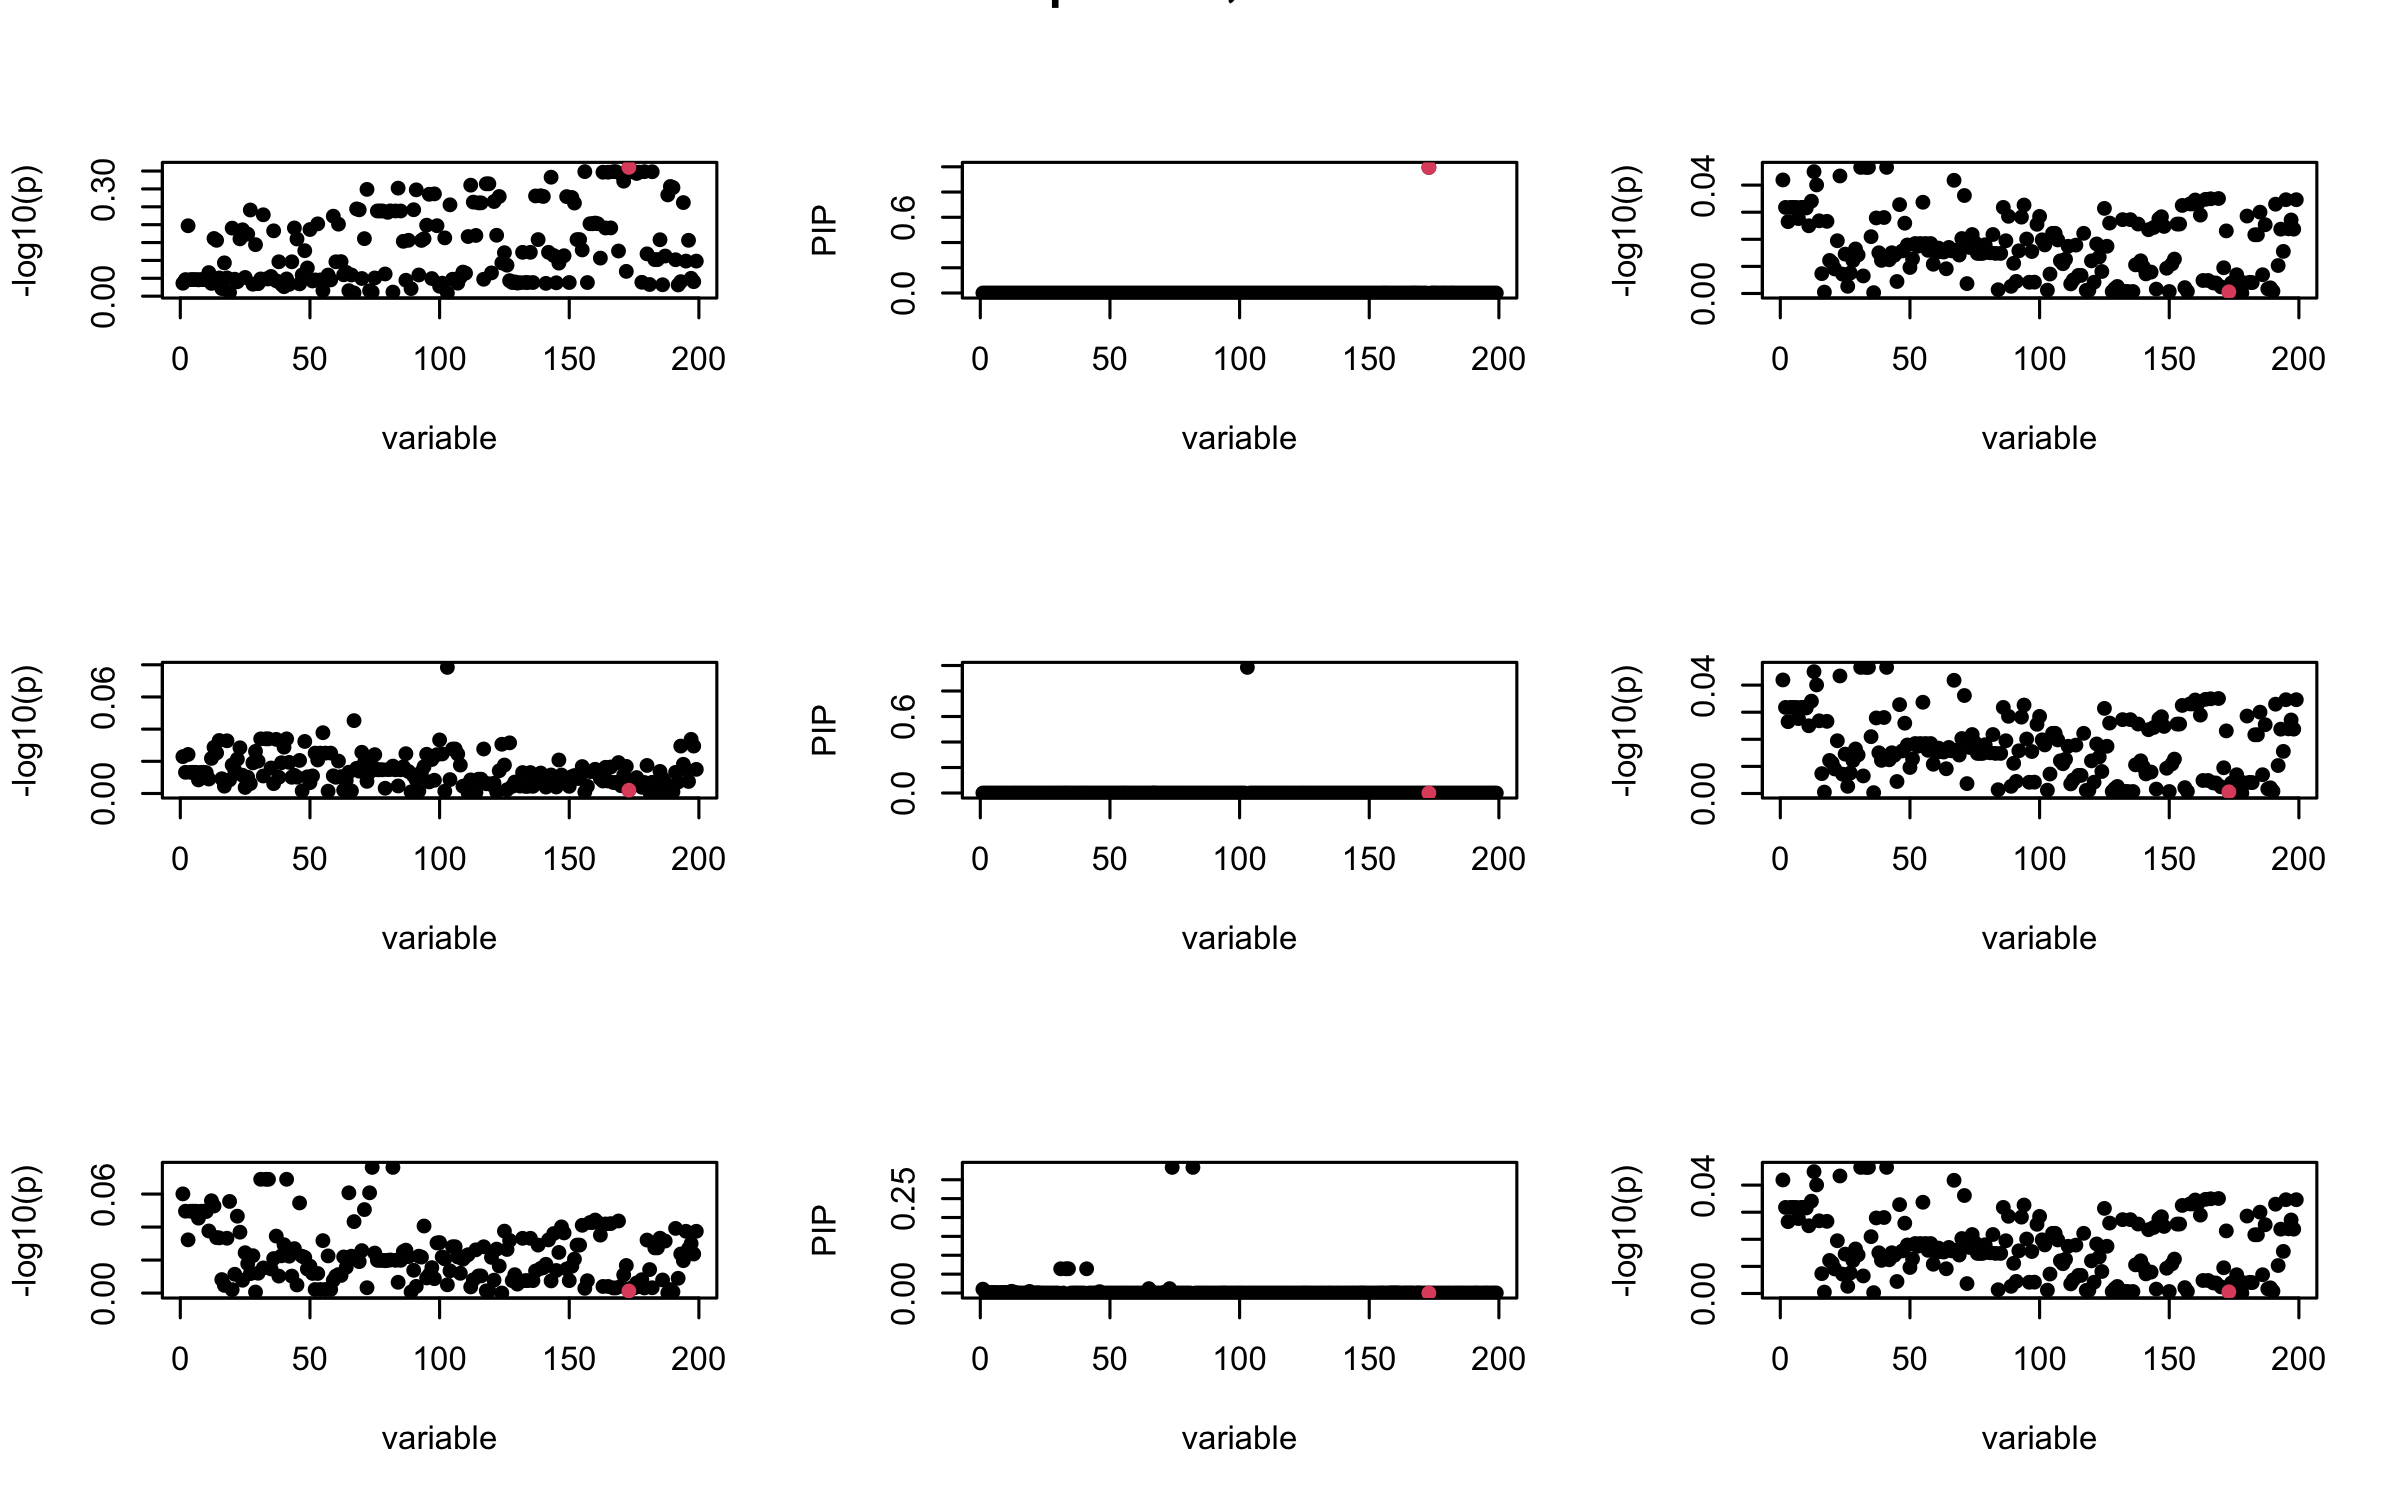 -log10(p) 0.00 0.30 0 50 100 150 200 variable
PIP 0.0 0.6 0 50 100 150 200 variable
-log10(p) 0.00 0.04 0 50 100 150 200 variable
-log10(p) 0.00 0.06 0 50 100 150 200 variable
PIP 0.0 0.6 0 50 100 150 200 variable
-log10(p) 0.00 0.04 0 50 100 150 200 variable
-log10(p) 0.00 0.06 0 50 100 150 200 variable
PIP 0.00 0.25 0 50 100 150 200 variable
-log10(p) 0.00 0.04 0 50 100 150 200 variable